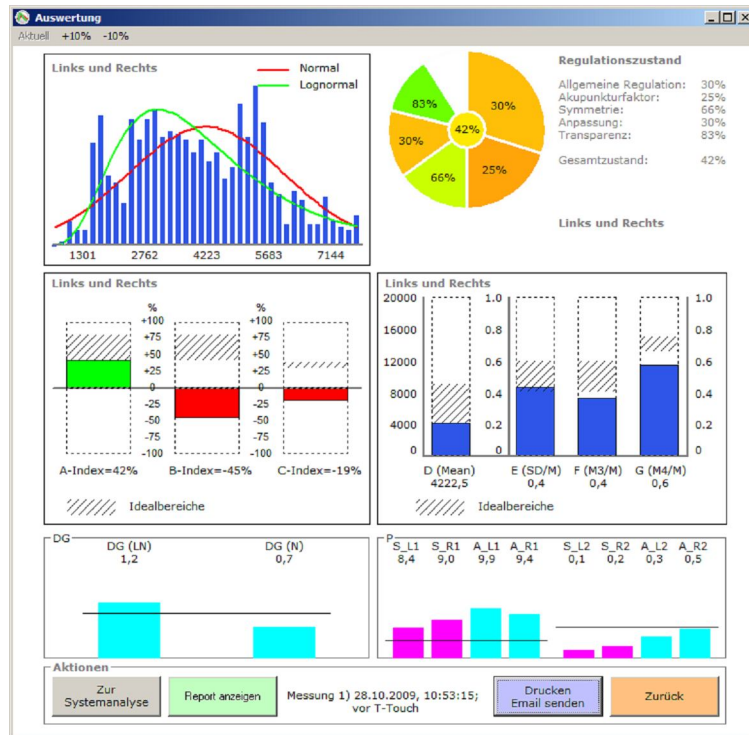 Auswertung
Aktuell +10% -10%
Links und Rechts
Normal
Lognormal
1301 2762 4223 5683 7144
83%
30%
42%
30%
66%
25%
Regulationszustand
Allgemeine Regulation: 30%
Akupunkturfaktor: 25%
Symmetrie: 66%
Anpassung: 30%
Transparenz: 83%
Gesamtzustand: 42%
Links und Rechts
Links und Rechts
% %
+100 +100
+75 +75
+50 +50
+25 +25
0 0
-25 -25
-50 -50
-75 -75
-100 -100
A-Index=42% B-Index=-45% C-Index=-19%
Idealbereiche
Links und Rechts
20000 1.0 1.0
16000 0.8 0.8
12000 0.6 0.6
8000 0.4 0.4
4000 0.2 0.2
0 0 0
D (Mean) E (SD/M) F (M3/M) G (M4/M)
4222,5 0,4 0,4 0,6
Idealbereiche
DG
DG (LN) DG (N)
1,2 0,7
P
S_L1 S_R1 A_L1 A_R1 S_L2 S_R2 A_L2 A_R2
8,4 9,0 9,9 9,4 0,1 0,2 0,3 0,5
Aktionen
Zur
Systemanalyse
Report anzeigen
Messung 1) 28.10.2009, 10:53:15;
vor T-Touch
Drucken
Email senden
Zurück